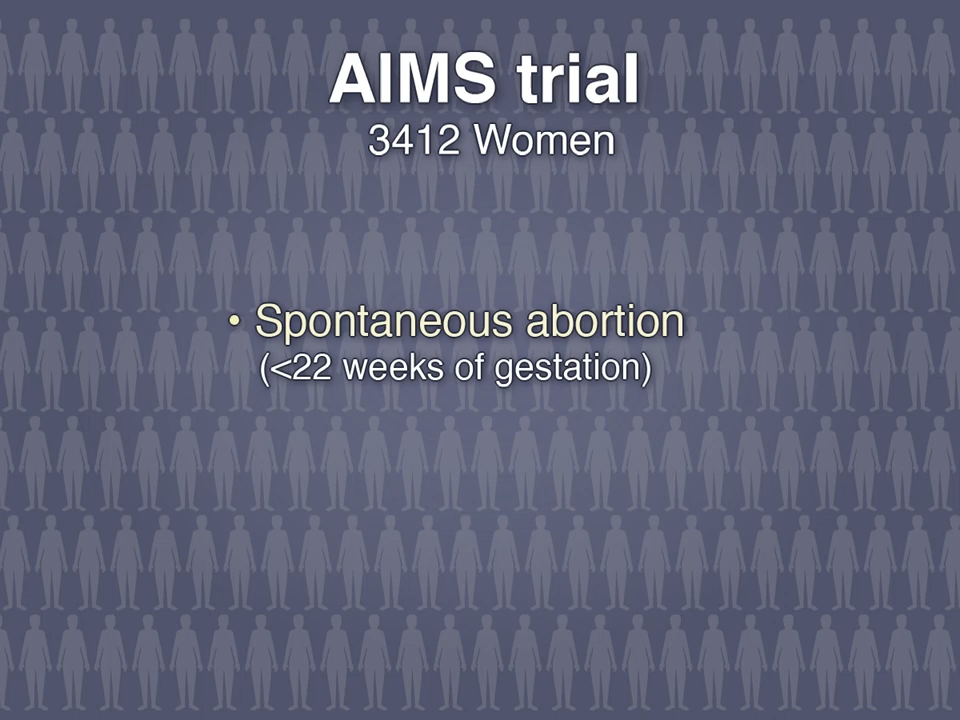 AIMS trial
3412 Women
• Spontaneous abortion
(<22 weeks of gestation)